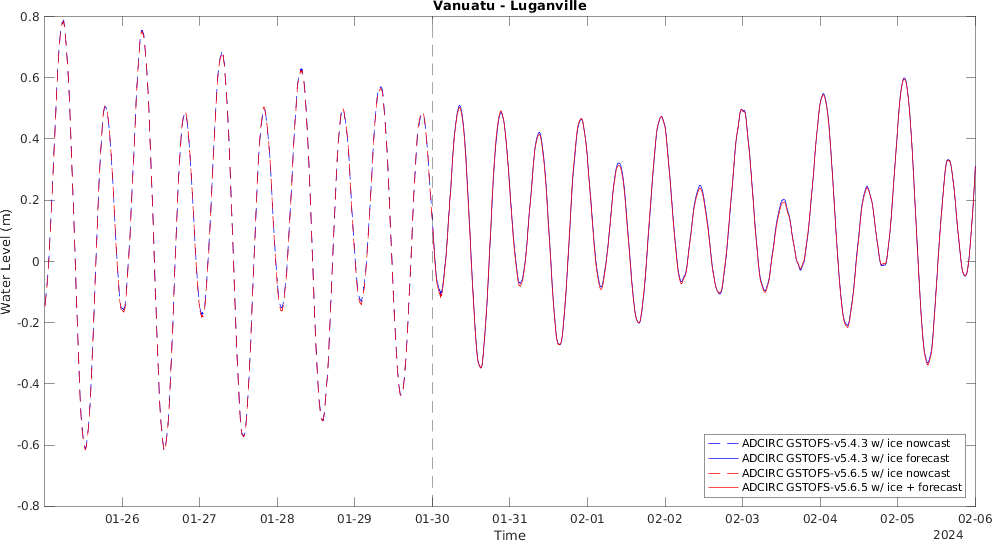 Vanuatu - Luganville
Water Level (m)
0.8
0.6
0.4
0.2
0
-0.2
-0.4
-0.6
-0.8
ADCIRC GSTOFS-v5.4.3 w/ ice nowcast
ADCIRC GSTOFS-v5.4.3 w/ ice forecast
ADCIRC GSTOFS-v5.6.5 w/ ice nowcast
ADCIRC GSTOFS-v5.6.5 w/ ice + forecast
01-26 01-27 01-28 01-29 01-30 01-31 02-01 02-02 02-03 02-04 02-05 02-06
Time
2024